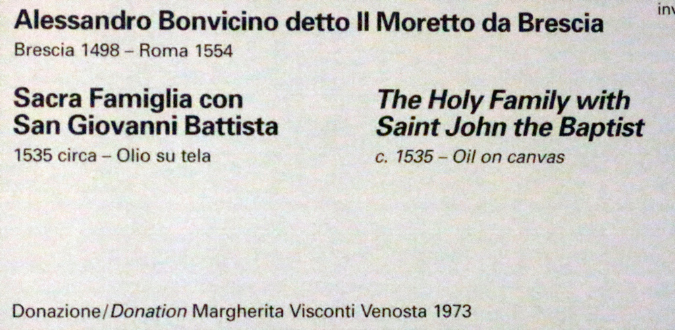 Alessandro Bonvicino detto Il Moretto da Brescia
Brescia 1498 – Roma 1554
Sacra Famiglia con
San Giovanni Battista
1535 circa – Olio su tela
The Holy Family with
Saint John the Baptist
c. 1535 – Oil on canvas
Donazione/Donation Margherita Visconti Venosta 1973